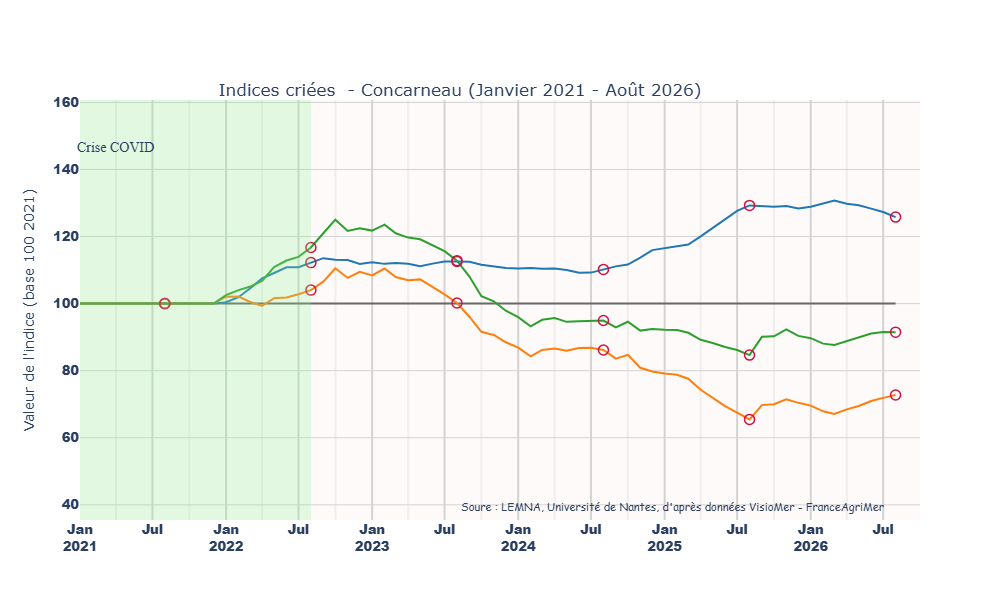 Indices criées  - Concarneau (Janvier 2021 - Août 2026)
160
Crise COVID
140
120
100
80
60
40
Valeur de l'indice (base 100 2021)
Soure : LEMNA, Université de Nantes, d'après données VisioMer - FranceAgriMer
Jan Jul Jan Jul Jan Jul Jan Jul Jan Jul Jan Jul
2021 2022 2023 2024 2025 2026